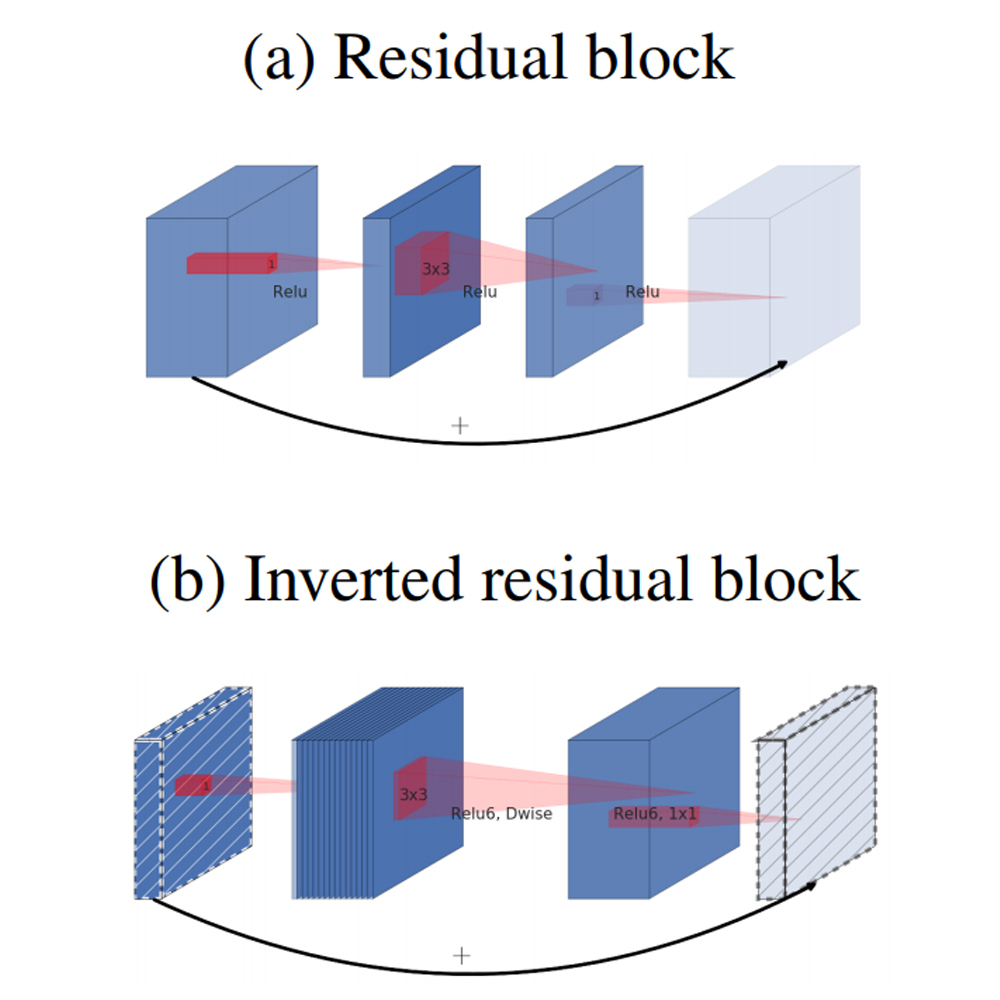 (a) Residual block
1
3x3
Relu
Relu
1
Relu
+
(b) Inverted residual block
1
3x3
Relu6, Dwise
Relu6, 1x1
+